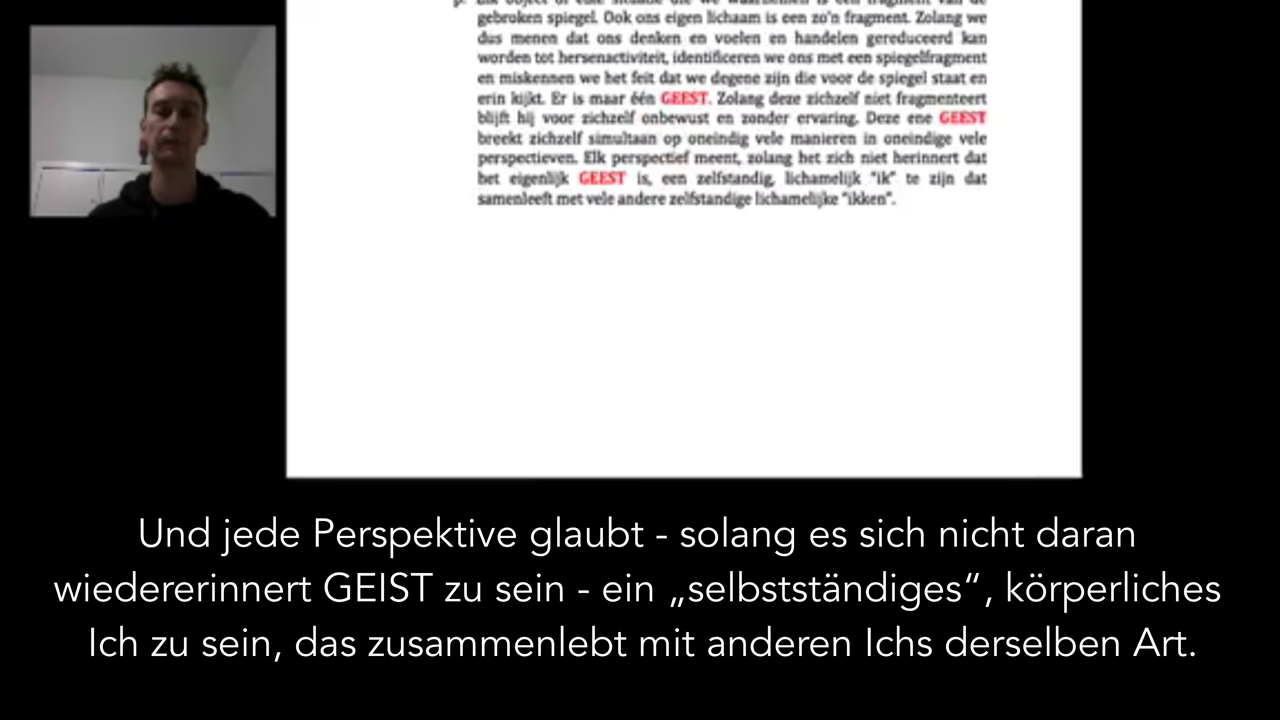 gebroken spiegel. Ook ons eigen lichaam is een zo'n fragment. Zolang we
dus menen dat ons denken en voelen en handelen gereduceerd kan
worden tot hersenactiviteit, identificeren we ons met een spiegelfragment
en miskennen we het feit dat we degene zijn die voor de spiegel staat en
erin kijkt. Er is maar één GEEST. Zolang deze zichzelf niet fragmenteert
blijft hij voor zichzelf onbewust en zonder ervaring. Deze ene GEEST
breekt zichzelf simultaan op oneindig vele manieren in oneindige vele
perspectieven. Elk perspectief meent, zolang het zich niet herinnert dat
het eigenlijk GEEST is, een zelfstandig, lichamelijk "ik" te zijn dat
samenleeft met vele andere zelfstandige lichamelijke "ikken".
Und jede Perspektive glaubt - solang es sich nicht daran
wiedererinnert GEIST zu sein - ein „selbstständiges“, körperliches
Ich zu sein, das zusammenlebt mit anderen Ichs derselben Art.